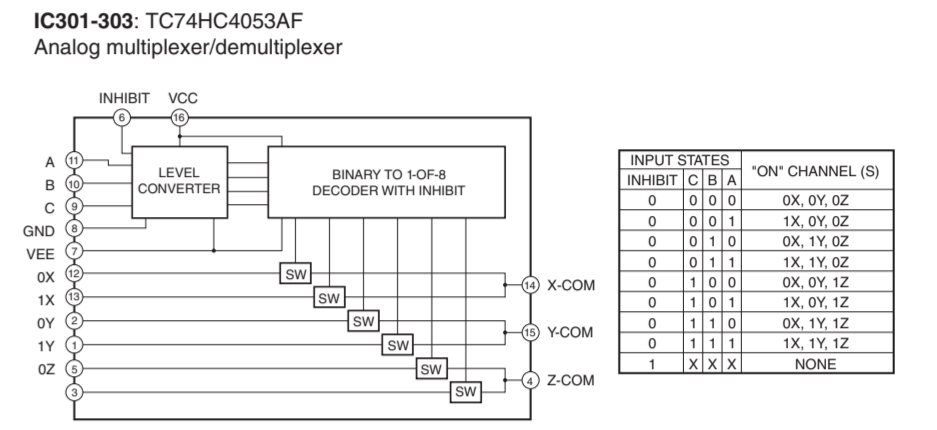 IC301-303: TC74HC4053AF
Analog multiplexer/demultiplexer
INHIBIT VCC
6 16
A 11
B 10
C 9
GND 8
VEE 7
0X 12
1X 13
0Y 2
1Y 1
0Z 5
3
LEVEL
CONVERTER
BINARY TO 1-OF-8
DECODER WITH INHIBIT
SW
SW
SW
SW
SW
SW
14 X-COM
15 Y-COM
4 Z-COM
INPUT STATES "ON" CHANNEL (S)
INHIBIT C B A
0 0 0 0 0X, 0Y, 0Z
0 0 0 1 1X, 0Y, 0Z
0 0 1 0 0X, 1Y, 0Z
0 0 1 1 1X, 1Y, 0Z
0 1 0 0 0X, 0Y, 1Z
0 1 0 1 1X, 0Y, 1Z
0 1 1 0 0X, 1Y, 1Z
0 1 1 1 1X, 1Y, 1Z
1 X X X NONE